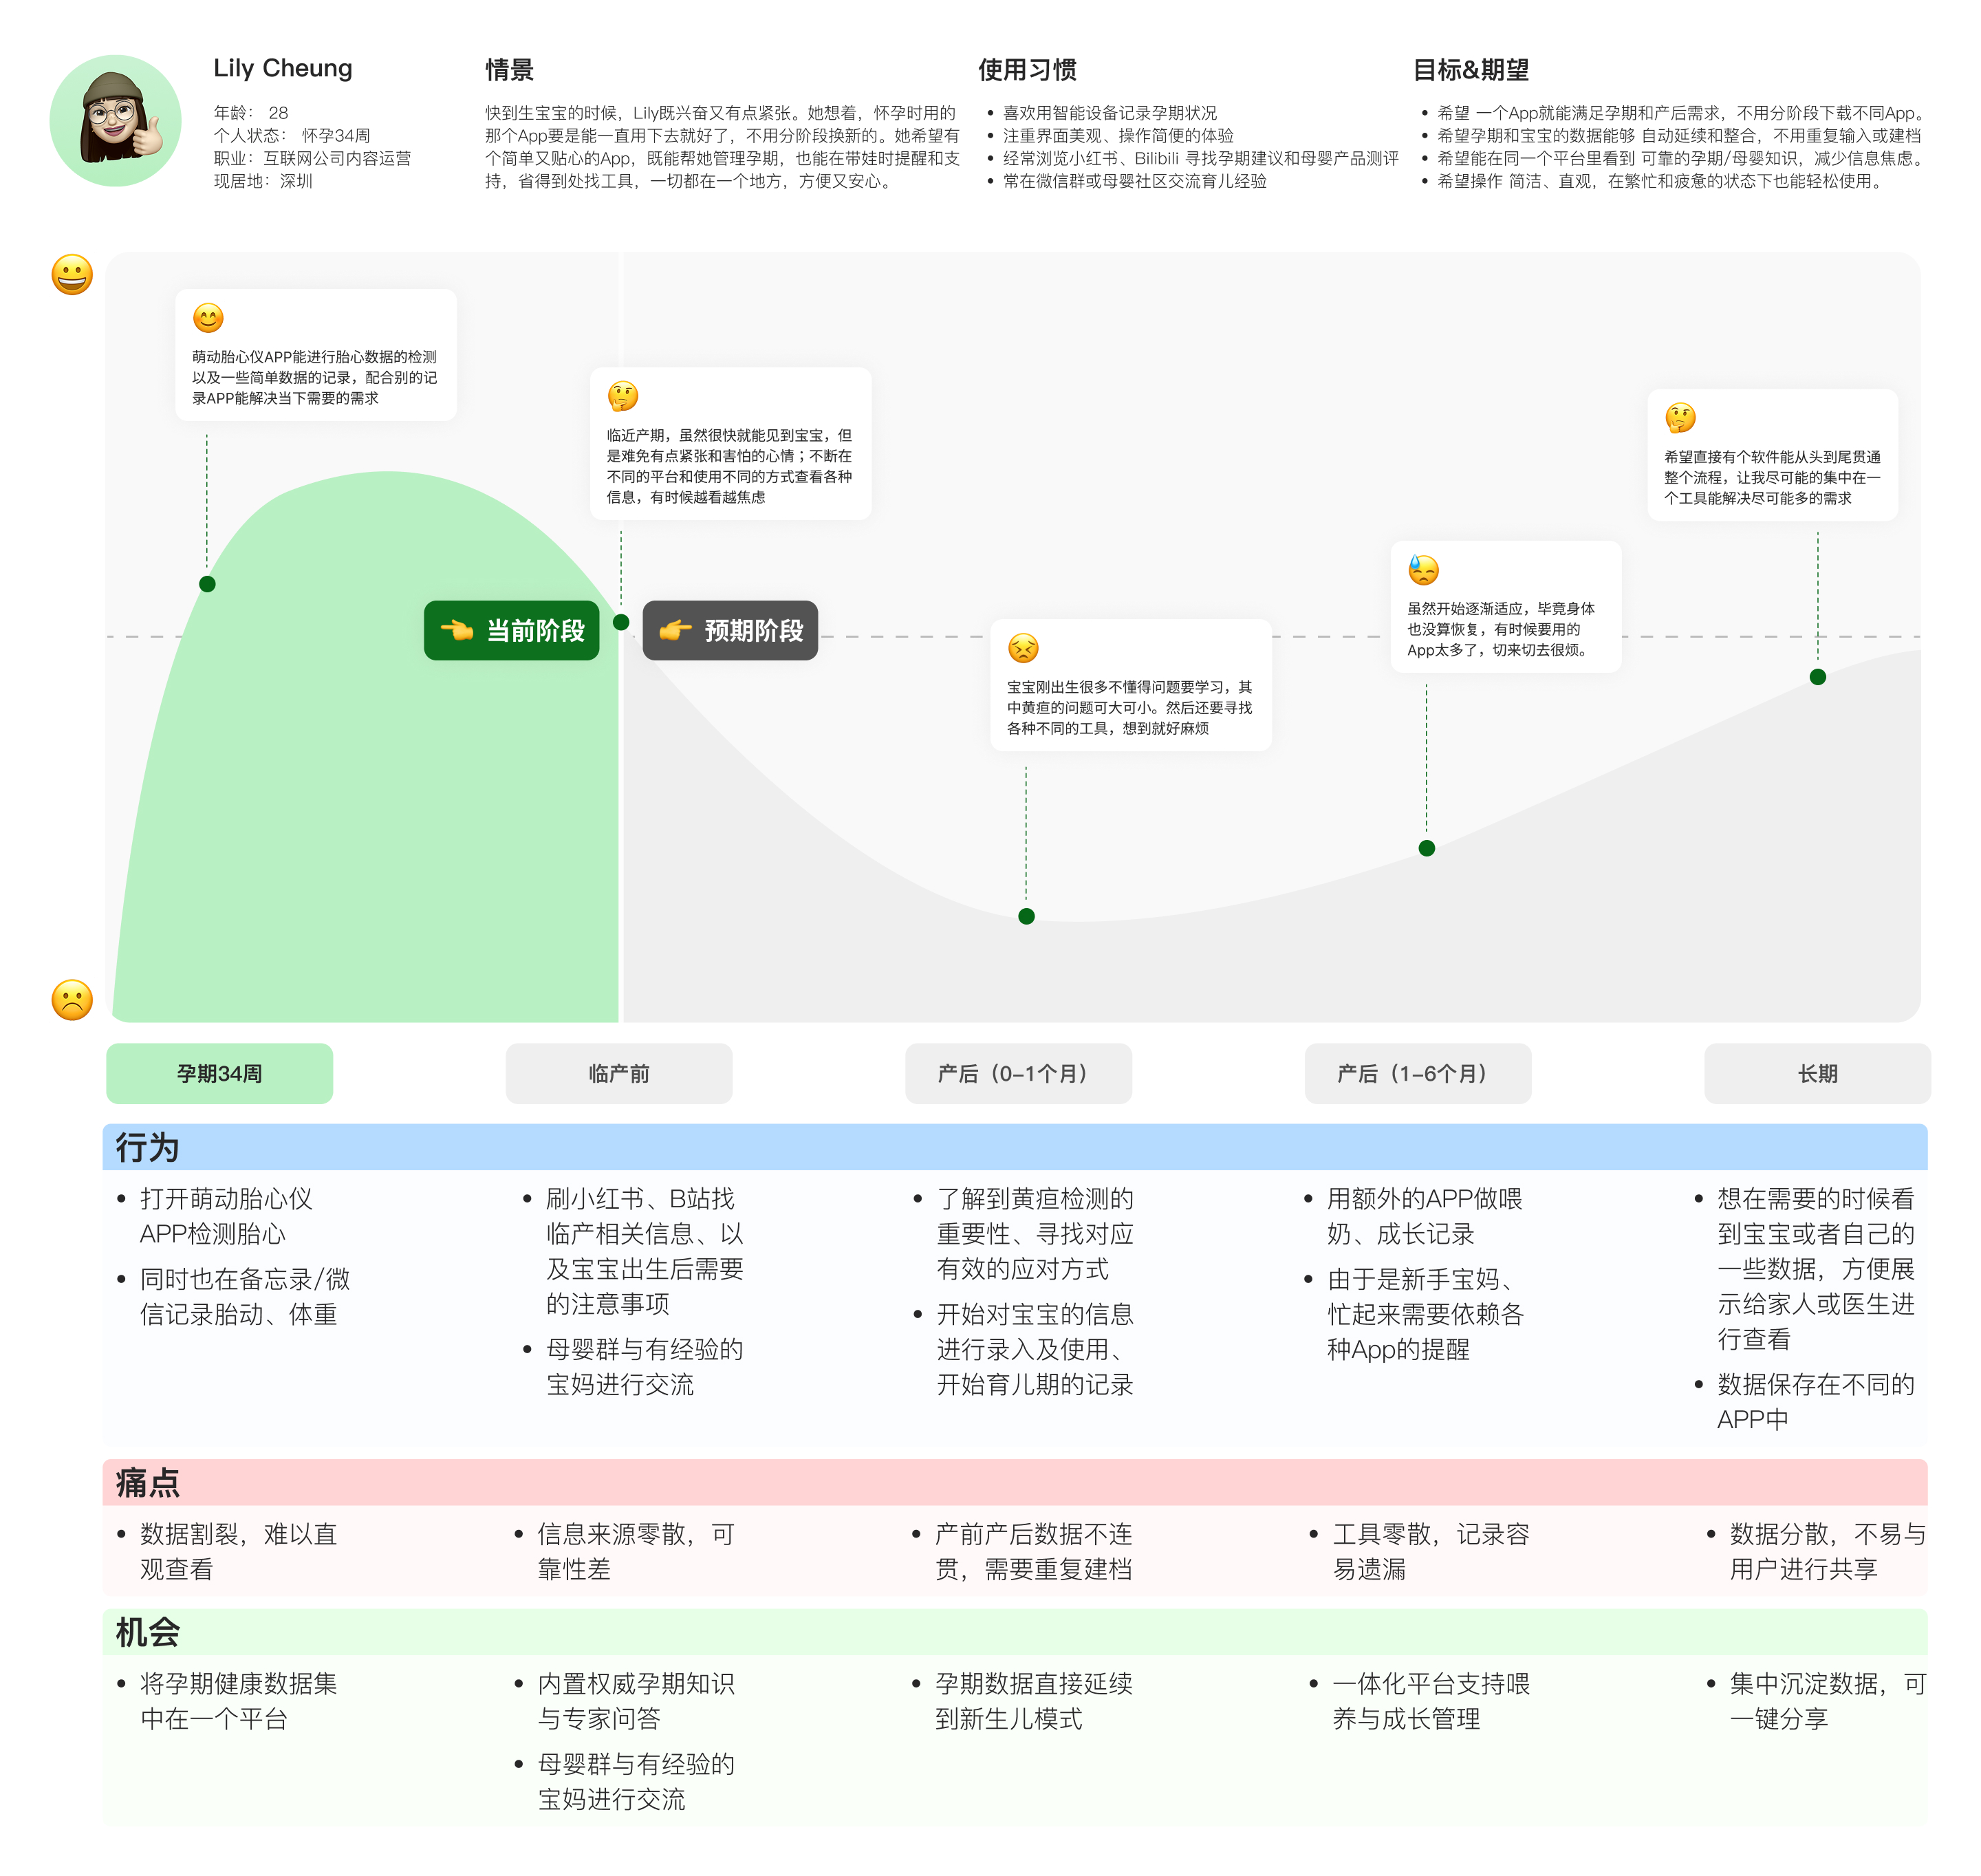 Lily Cheung
年龄： 28
个人状态： 怀孕34周
职业：互联网公司内容运营
现居地：深圳
情景
快到生宝宝的时候，Lily既兴奋又有点紧张。她想着，怀孕时用的
那个App要是能一直用下去就好了，不用分阶段换新的。她希望有
个简单又贴心的App，既能帮她管理孕期，也能在带娃时提醒和支
持，省得到处找工具，一切都在一个地方，方便又安心。
使用习惯
• 喜欢用智能设备记录孕期状况
• 注重界面美观、操作简便的体验
• 经常浏览小红书、Bilibili 寻找孕期建议和母婴产品测评
• 常在微信群或母婴社区交流育儿经验
目标&期望
• 希望 一个App就能满足孕期和产后需求，不用分阶段下载不同App。
• 希望孕期和宝宝的数据能够 自动延续和整合，不用重复输入或建档
• 希望能在同一个平台里看到 可靠的孕期/母婴知识，减少信息焦虑。
• 希望操作 简洁、直观，在繁忙和疲惫的状态下也能轻松使用。
萌动胎心仪APP能进行胎心数据的检测
以及一些简单数据的记录，配合别的记
录APP能解决当下需要的需求
临近产期，虽然很快就能见到宝宝，但
是难免有点紧张和害怕的心情；不断在
不同的平台和使用不同的方式查看各种
信息，有时候越看越焦虑
当前阶段
预期阶段
宝宝刚出生很多不懂得问题要学习，其
中黄疸的问题可大可小。然后还要寻找
各种不同的工具，想到就好麻烦
虽然开始逐渐适应，毕竟身体
也没算恢复，有时候要用的
App太多了，切来切去很烦。
希望直接有个软件能从头到尾贯通
整个流程，让我尽可能的集中在一
个工具能解决尽可能多的需求
孕期34周
临产前
产后（0-1个月）
产后（1-6个月）
长期
行为
• 打开萌动胎心仪
APP检测胎心
• 同时也在备忘录/微
信记录胎动、体重
• 刷小红书、B站找
临产相关信息、以
及宝宝出生后需要
的注意事项
• 母婴群与有经验的
宝妈进行交流
• 了解到黄疸检测的
重要性、寻找对应
有效的应对方式
• 开始对宝宝的信息
进行录入及使用、
开始育儿期的记录
• 用额外的APP做喂
奶、成长记录
• 由于是新手宝妈、
忙起来需要依赖各
种App的提醒
• 想在需要的时候看
到宝宝或者自己的
一些数据，方便展
示给家人或医生进
行查看
• 数据保存在不同的
APP中
痛点
• 数据割裂，难以直
观查看
• 信息来源零散，可
靠性差
• 产前产后数据不连
贯，需要重复建档
• 工具零散，记录容
易遗漏
• 数据分散，不易与
用户进行共享
机会
• 将孕期健康数据集
中在一个平台
• 内置权威孕期知识
与专家问答
• 母婴群与有经验的
宝妈进行交流
• 孕期数据直接延续
到新生儿模式
• 一体化平台支持喂
养与成长管理
• 集中沉淀数据，可
一键分享